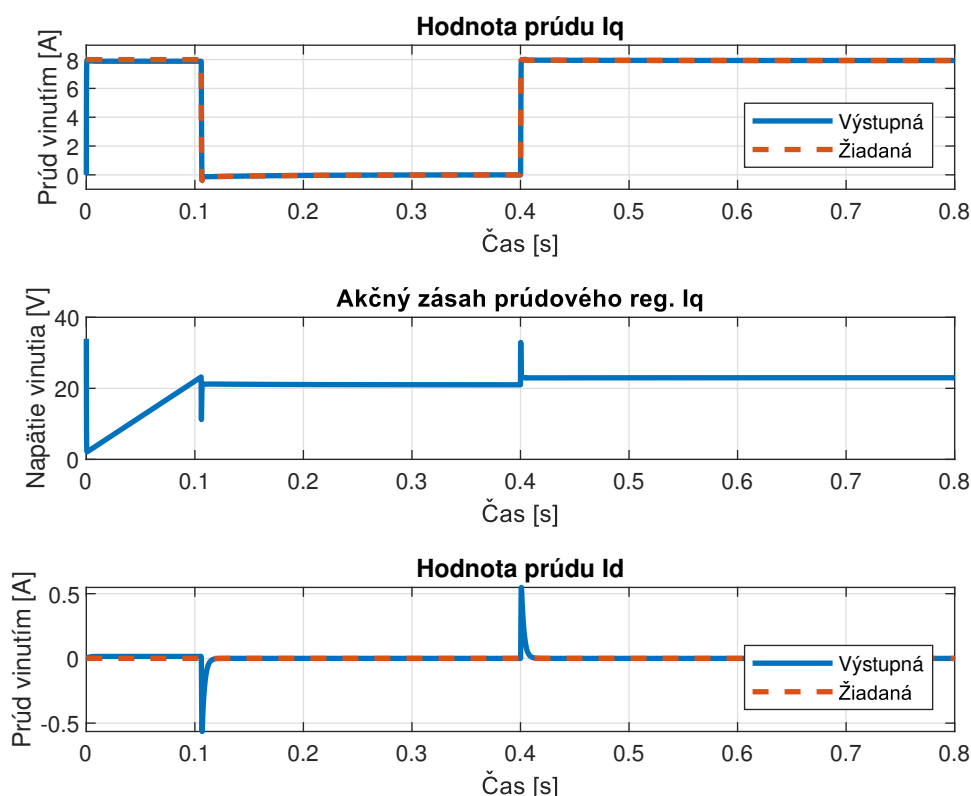 Hodnota prúdu Iq
Prúd vinutím [A]
8
6
4
2
0
Výstupná
Žiadaná
0 0.1 0.2 0.3 0.4 0.5 0.6 0.7 0.8
Čas [s]
Akčný zásah prúdového reg. Iq
Napätie vinutia [V]
40
20
0
0 0.1 0.2 0.3 0.4 0.5 0.6 0.7 0.8
Čas [s]
Hodnota prúdu Id
Prúd vinutím [A]
0.5
0
-0.5
Výstupná
Žiadaná
0 0.1 0.2 0.3 0.4 0.5 0.6 0.7 0.8
Čas [s]